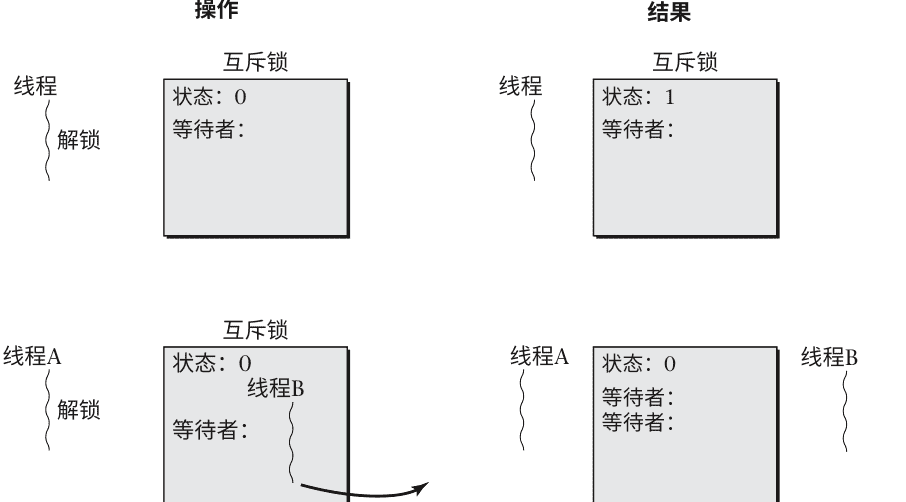 操作
结果
互斥锁
线程
状态：0
等待者：
解锁
互斥锁
线程
状态：1
等待者：
互斥锁
线程A
状态：0
线程B
解锁
等待者：
线程A
状态：0
等待者：
等待者：
线程B